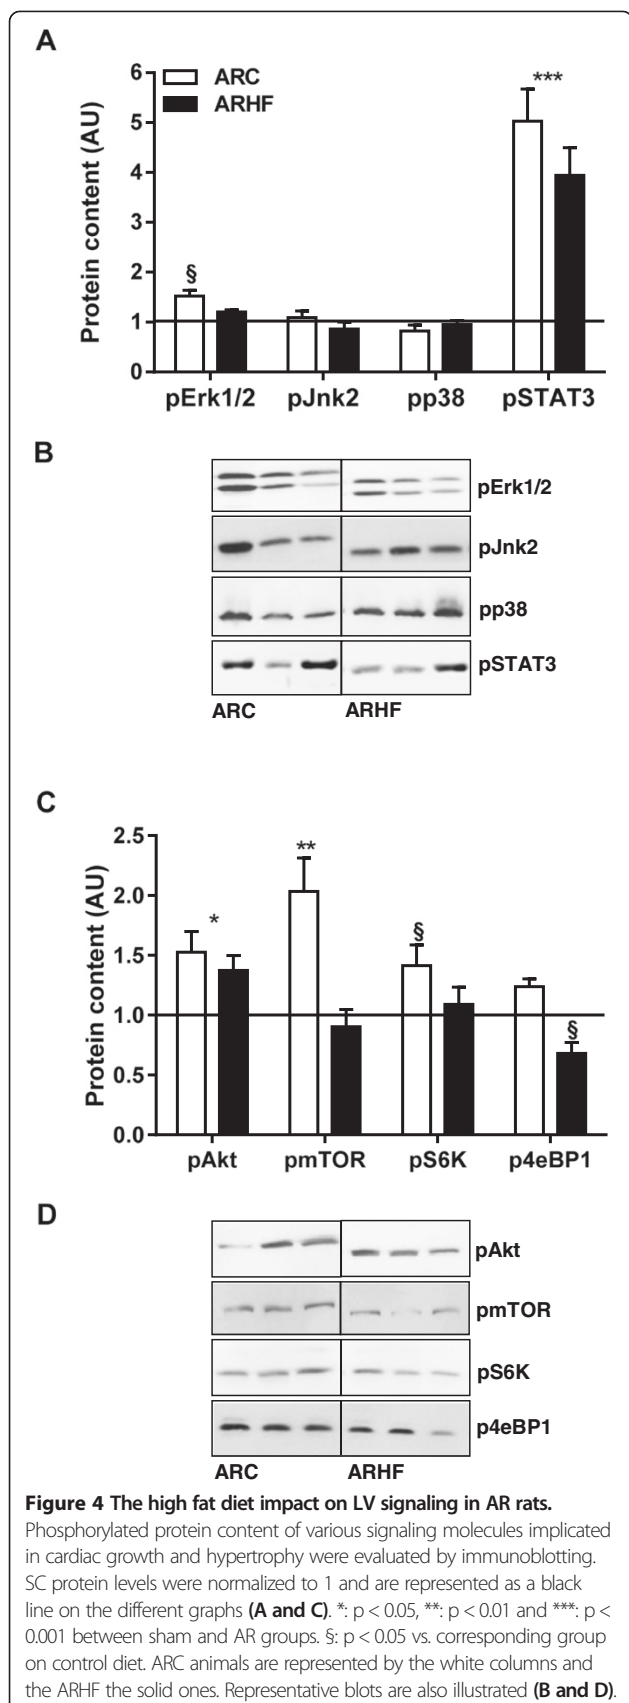 A
Protein content (AU)
6
5
4
3
2
1
0
ARC
ARHF
§
***
pErk1/2 pJnk2 pp38 pSTAT3
B
pErk1/2
pJnk2
pp38
pSTAT3
ARC ARHF
C
Protein content (AU)
2.5
2.0
1.5
1.0
0.5
0.0
*
**
§
§
pAkt pmTOR pS6K p4eBP1
D
pAkt
pmTOR
pS6K
p4eBP1
ARC ARHF
Figure 4 The high fat diet impact on LV signaling in AR rats.
Phosphorylated protein content of various signaling molecules implicated
in cardiac growth and hypertrophy were evaluated by immunoblotting.
SC protein levels were normalized to 1 and are represented as a black
line on the different graphs (A and C). *: p < 0.05, **: p < 0.01 and ***: p <
0.001 between sham and AR groups. §: p < 0.05 vs. corresponding group
on control diet. ARC animals are represented by the white columns and
the ARHF the solid ones. Representative blots are also illustrated (B and D).